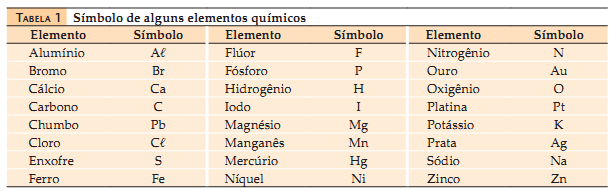 TABELA 1 Símbolo de alguns elementos químicos
Elemento Símbolo Elemento Símbolo Elemento Símbolo
Alumínio Aℓ Flúor F Nitrogênio N
Bromo Br Fósforo P Ouro Au
Cálcio Ca Hidrogênio H Oxigênio O
Carbono C Iodo I Platina Pt
Chumbo Pb Magnésio Mg Potássio K
Cloro Cℓ Manganês Mn Prata Ag
Enxofre S Mercúrio Hg Sódio Na
Ferro Fe Níquel Ni Zinco Zn